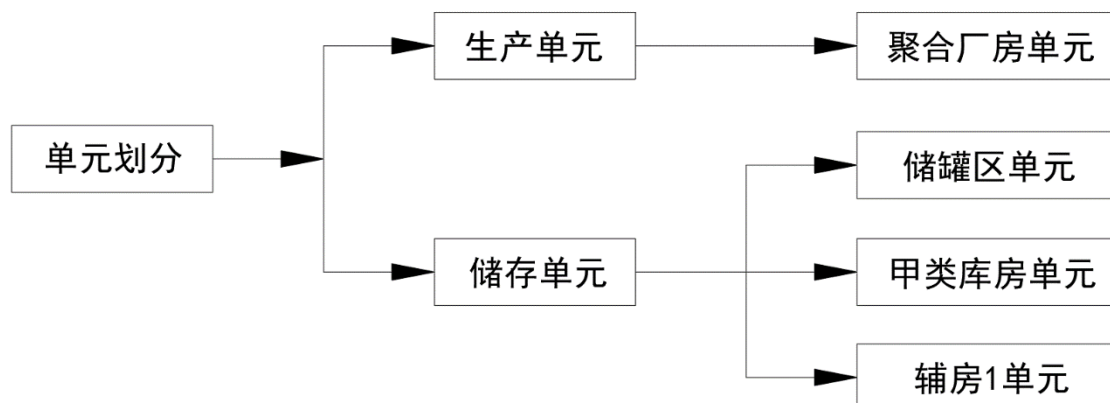 单元划分
生产单元
聚合厂房单元
储存单元
储罐区单元
甲类库房单元
辅房1单元